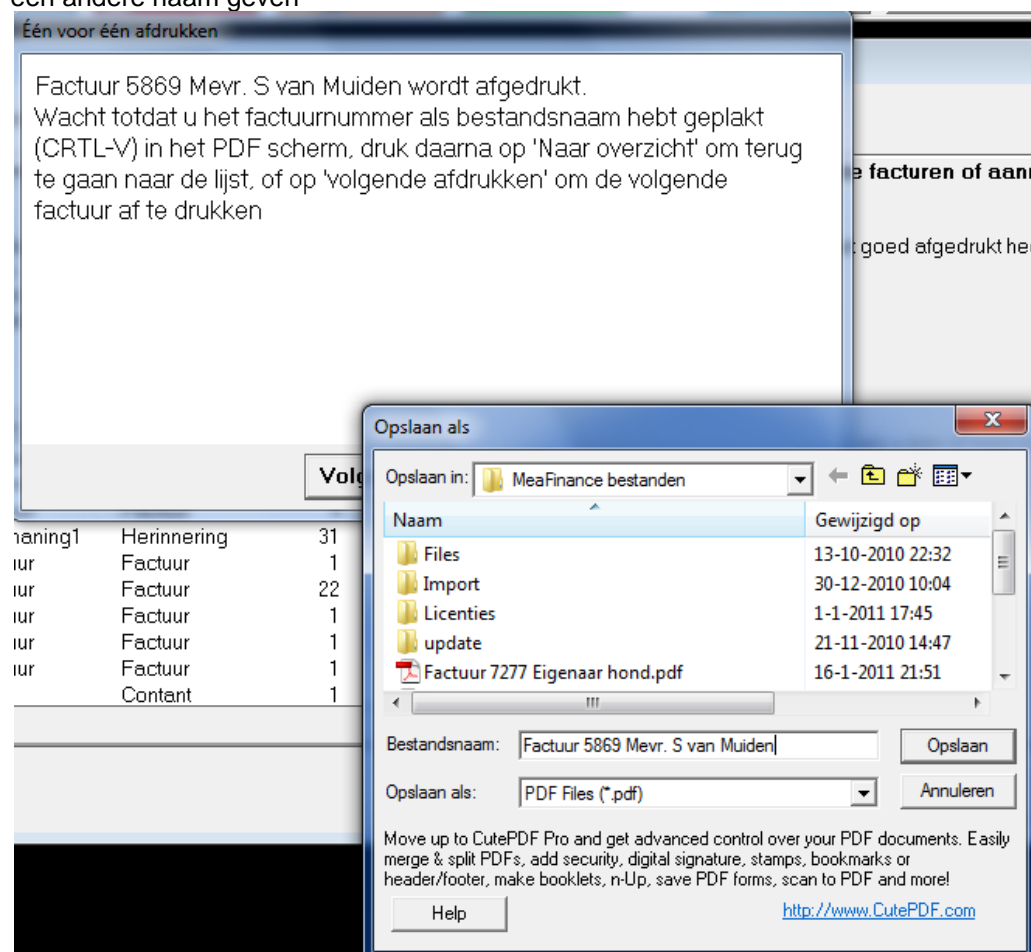 een andere naam geven
Één voor één afdrukken
Factuur 5869 Mevr. S van Muiden wordt afgedrukt.
Wacht totdat u het factuurnummer als bestandsnaam hebt geplakt
(CRTL-V) in het PDF scherm, druk daarna op 'Naar overzicht' om terug
te gaan naar de lijst, of op 'volgende afdrukken' om de volgende
factuur af te drukken
e facturen of aan
goed afgedrukt he
Volg
naning1 Herinnering 31
uur Factuur 1
uur Factuur 22
uur Factuur 1
uur Factuur 1
uur Factuur 1
Contant 1
Opslaan als
Opslaan in: MeaFinance bestanden
Naam Gewijzigd op
Files 13-10-2010 22:32
Import 30-12-2010 10:04
Licenties 1-1-2011 17:45
update 21-11-2010 14:47
Factuur 7277 Eigenaar hond.pdf 16-1-2011 21:51
Bestandsnaam: Factuur 5869 Mevr. S van Muiden Opslaan
Opslaan als: PDF Files (*.pdf) Annuleren
Move up to CutePDF Pro and get advanced control over your PDF documents. Easily
merge & split PDFs, add security, digital signature, stamps, bookmarks or
header/footer, make booklets, n-Up, save PDF forms, scan to PDF and more!
Help http://www.CutePDF.com